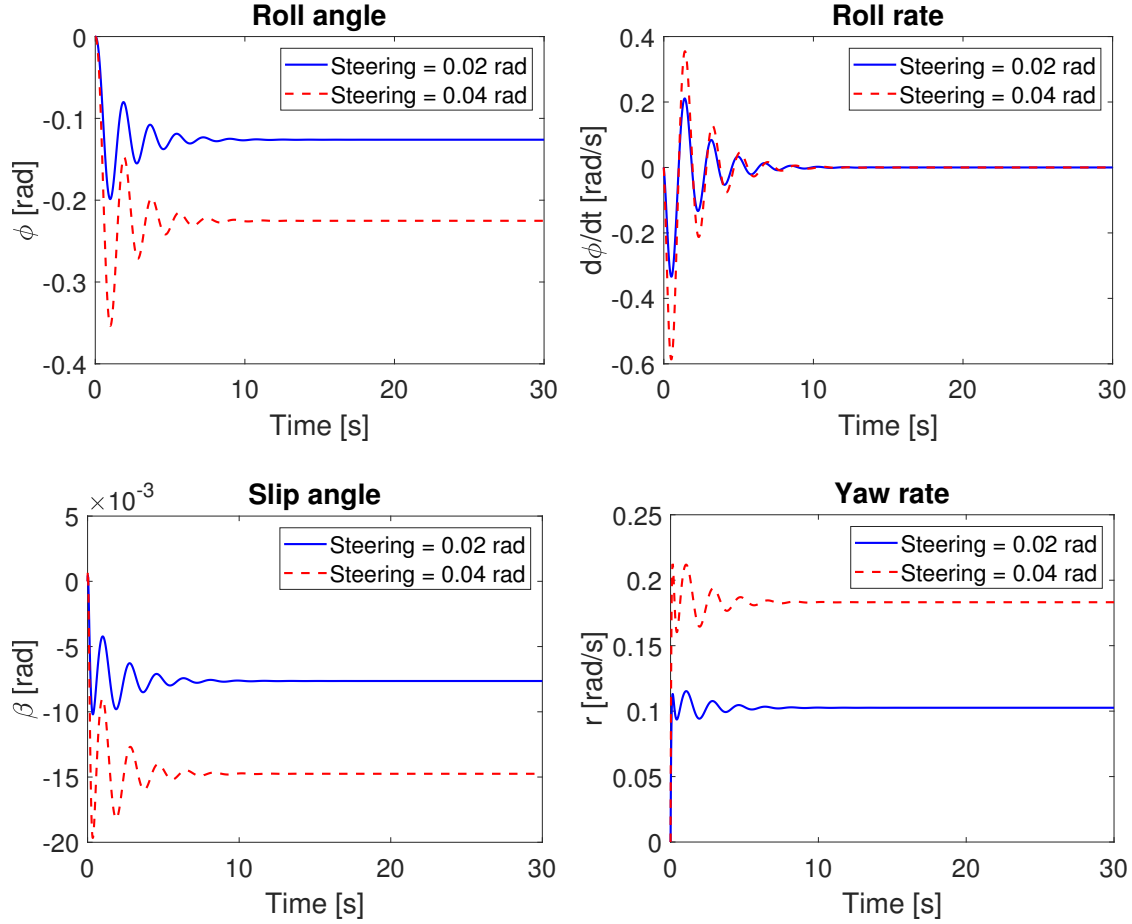 Roll angle
0
-0.1
-0.2
-0.3
-0.4
ϕ [rad]
Steering = 0.02 rad
Steering = 0.04 rad
0 10 20 30
Time [s]
Roll rate
0.4
0.2
0
-0.2
-0.4
-0.6
dϕ/dt [rad/s]
Steering = 0.02 rad
Steering = 0.04 rad
0 10 20 30
Time [s]
×10⁻³
Slip angle
5
0
-5
-10
-15
-20
β [rad]
Steering = 0.02 rad
Steering = 0.04 rad
0 10 20 30
Time [s]
Yaw rate
0.25
0.2
0.15
0.1
0.05
0
r [rad/s]
Steering = 0.02 rad
Steering = 0.04 rad
0 10 20 30
Time [s]